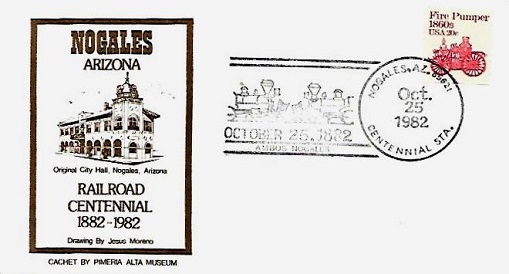 NOGALES
ARIZONA
Original City Hall, Nogales, Arizona
RAILROAD
CENTENNIAL
1882-1982
Drawing By Jesus Moreno
CACHET BY PIMERIA ALTA MUSEUM
OCTOBER 25, 1882
AMBOS NOGALES
NOGALES, AZ. 85621
Oct.
25
1982
CENTENNIAL STA.
Fire Pumper
1860s
USA 20c